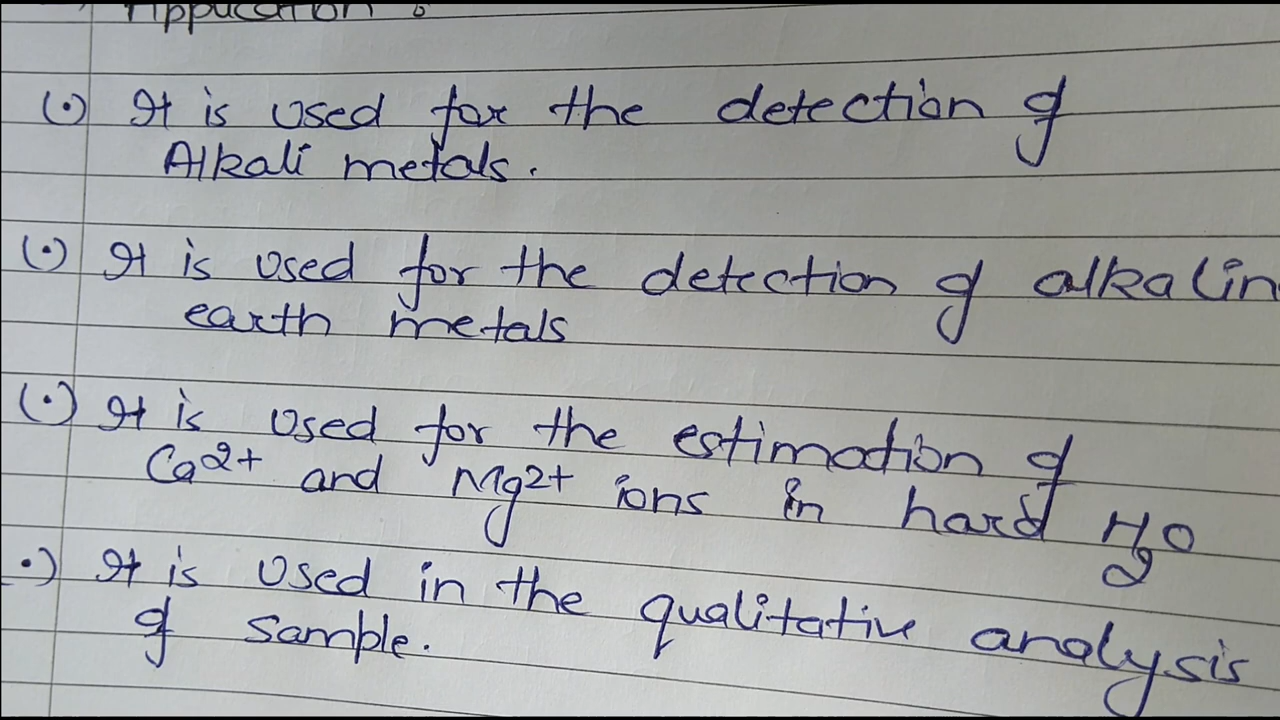 Application :
(•) It is used for the detection of
Alkali metals.
(•) It is used for the detection of alkalin
earth metals
(•) It is used for the estimation of
Ca2+ and Mg2+ ions in hard H2O
(•) It is used in the qualitative analysis
of sample.